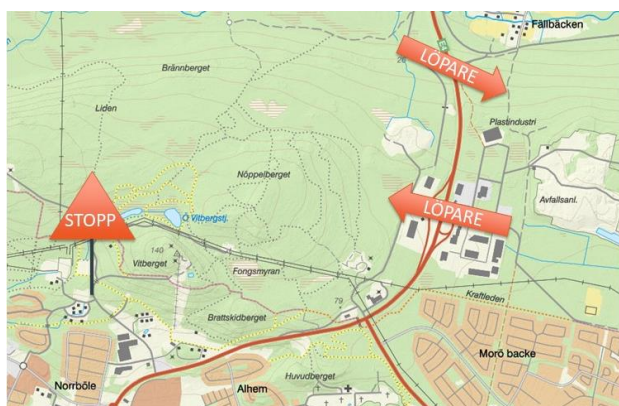 Fällbäcken
LÖPARE
26
Brännberget
Liden
Plastindustri
Nöppelberget
Avfallsanl.
STOPP
LÖPARE
Ö Vitbergstj.
140
Vitberget
Fongsmyran
Kraftleden
79
Brattskidberget
Morö backe
Huvudberget
Norrböle
Alhem